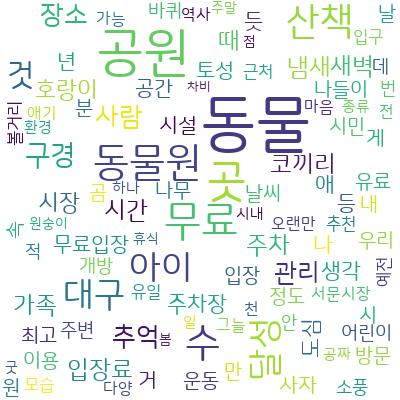 장소
바퀴
역사
주말
가능
날
공원
듯
점
입구
산책
때
토성
근처
냄새
새벽
데
것
년
호랑이
공간
차비
나들이
번
볼거리
분
동물
마음
종류
전
얘기
사람
시설
시민
게
환경
구경
동물원
곳
코끼리
원숭이
곰
하나
나무
날씨
애
유료
시장
시간
무료
시내
등
내
속
오랜만
추천
적
무료입장
아이
주차
나
우리
예전
개방
입장
관리
생각
가족
대구
유일
주차장
휴식
천
정도
서문시장
최고
주변
추억
봄
수
달성
그늘
안
도심
시
어린이
굿
이용
입장료
일
만
공짜
방문
원
모습
다양
거
운동
사자
소풍